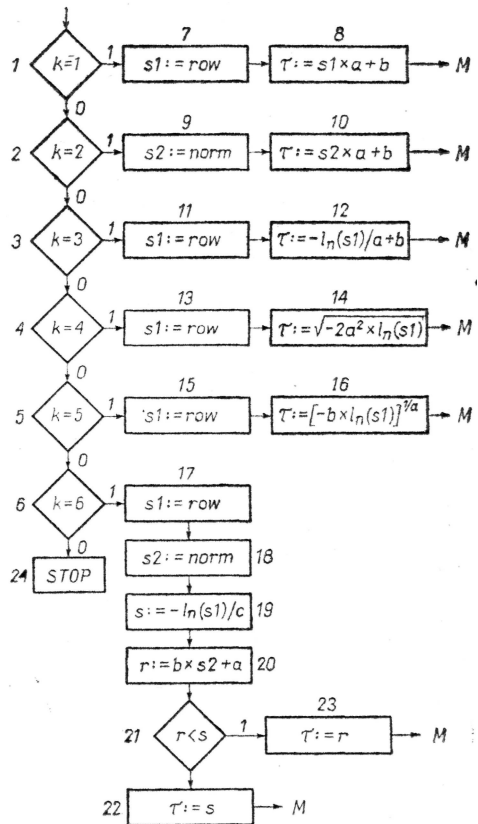 7 8
1 k=1 1 s1:=row τ:=s1×a+b M
0
9 10
2 k=2 1 s2:=norm τ:=s2×a+b M
0
11 12
3 k=3 1 s1:=row τ:=-ln(s1)/a+b M
0
13 14
4 k=4 1 s1:=row τ:=√-2a²×ln(s1) M
0
15 16
5 k=5 1 s1:=row τ:=[-b×ln(s1)]^1/a M
0
17
6 k=6 1 s1:=row
0
24 STOP s2:=norm 18
s:=-ln(s1)/c 19
r:=b×s2+a 20
23
21 r<s 1 τ:=r M
22 τ:=s M